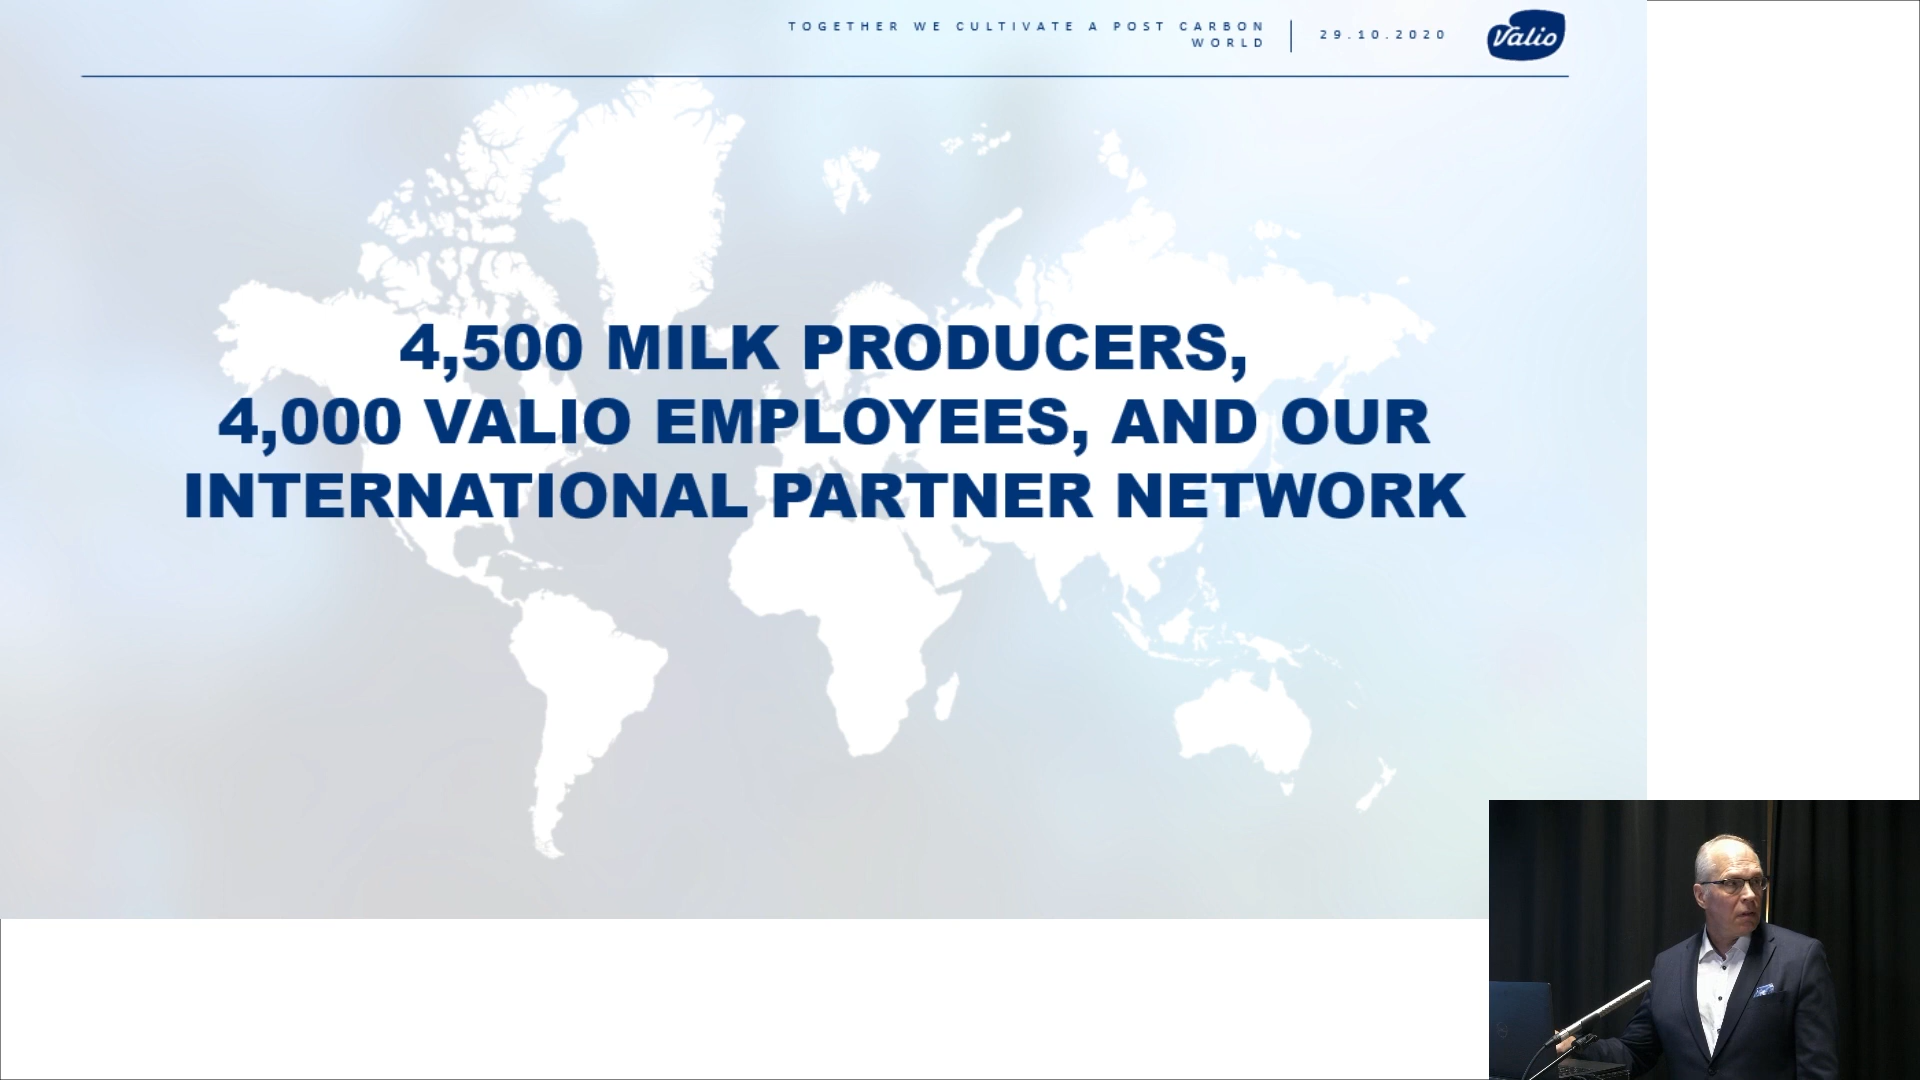 TOGETHER WE CULTIVATE A POST CARBON
WORLD
29.10.2020
Valio
4,500 MILK PRODUCERS,
4,000 VALIO EMPLOYEES, AND OUR
INTERNATIONAL PARTNER NETWORK